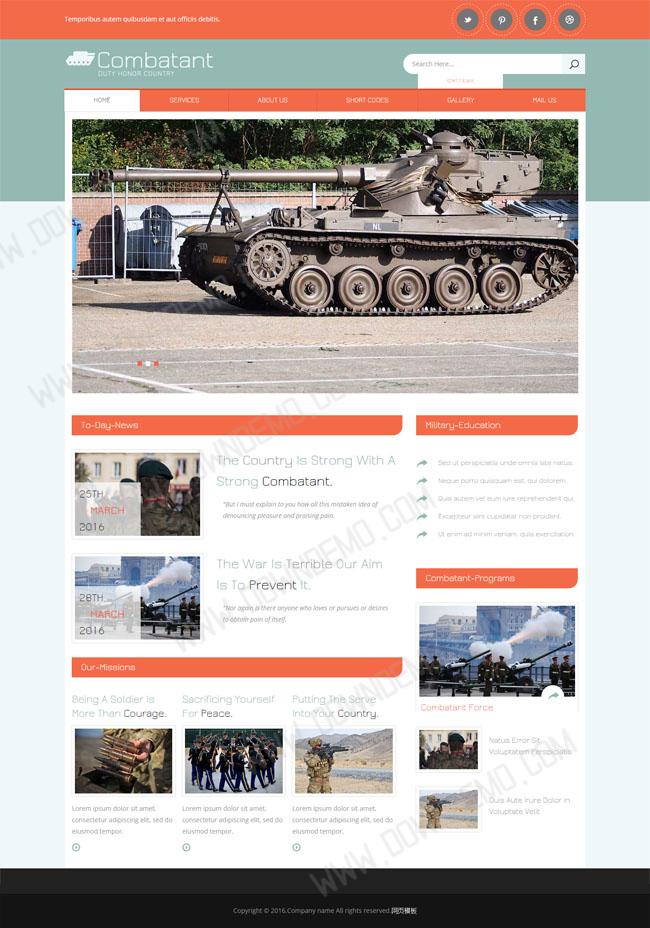 Temporibus autem quibusdam et aut officiis debitis.
Combatant
DUTY HONOR COUNTRY
Search Here...
HOME
SERVICES
ABOUT US
SHORT CODES
GALLERY
MAIL US
NL
To-Day-News
25TH
MARCH
2016
The Country Is Strong With A
Strong Combatant.
"But I must explain to you how all this mistaken idea of
denouncing pleasure and praising pain.
28TH
MARCH
2016
The War Is Terrible Our Aim
Is To Prevent It.
"Nor again is there anyone who loves or pursues or desires
to obtain pain of itself.
Our-Missions
Being A Soldier Is
More Than Courage.
Lorem ipsum dolor sit amet,
consectetur adipiscing elit, sed do
eiusmod tempor.
Sacrificing Yourself
For Peace.
Lorem ipsum dolor sit amet,
consectetur adipiscing elit, sed do
eiusmod tempor.
Putting The Serve
Into Your Country.
Lorem ipsum dolor sit amet,
consectetur adipiscing elit, sed do
eiusmod tempor.
Military-Education
Sed ut perspiciatis unde omnis iste natus.
Neque porro quisquam est, qui dolorem.
Quis autem vel eum iure reprehenderit qui.
Excepteur sint cupidatat non proident.
Ut enim ad minim veniam, quis exercitation.
Combatant-Programs
Combatant Force
Natus Error Sit
Voluptatem Perspiciatis
Duis Aute Irure Dolor In
Voluptate Velit
Copyright © 2016.Company name All rights reserved.网页模板
WWW.DOWNDEMO.COM